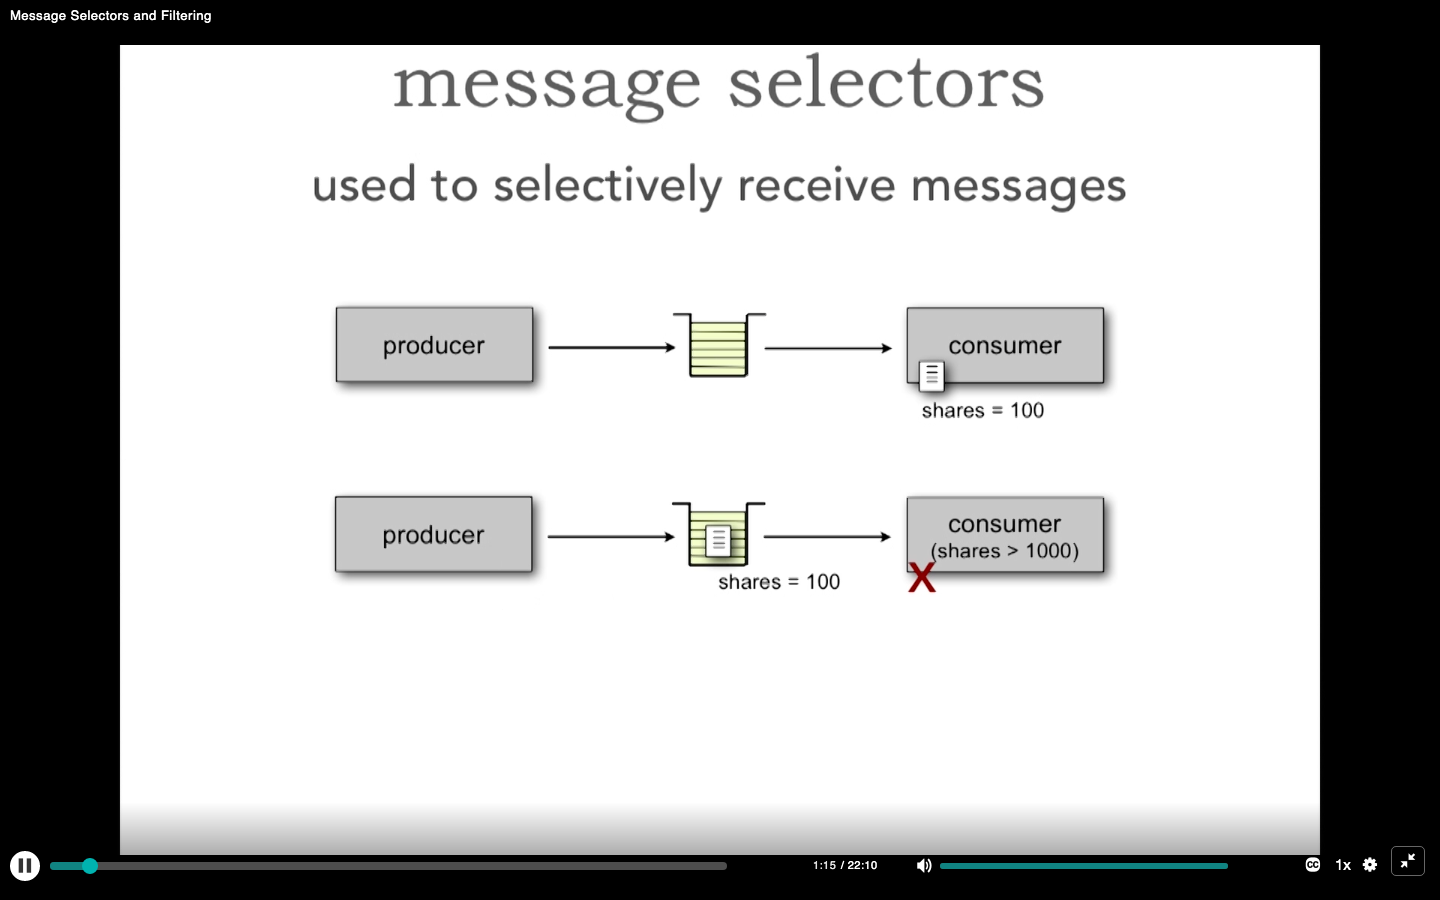 Message Selectors and Filtering
message selectors
used to selectively receive messages
producer
consumer
shares = 100
producer
consumer
(shares > 1000)
X
shares = 100
1:15 / 22:10
CC
1x